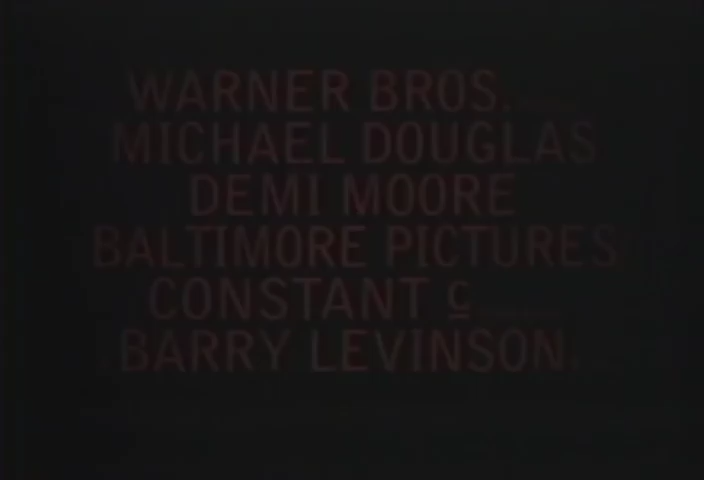 WARNER BROS.
MICHAEL DOUGLAS
DEMI MOORE
BALTIMORE PICTURES
CONSTANT c
BARRY LEVINSON